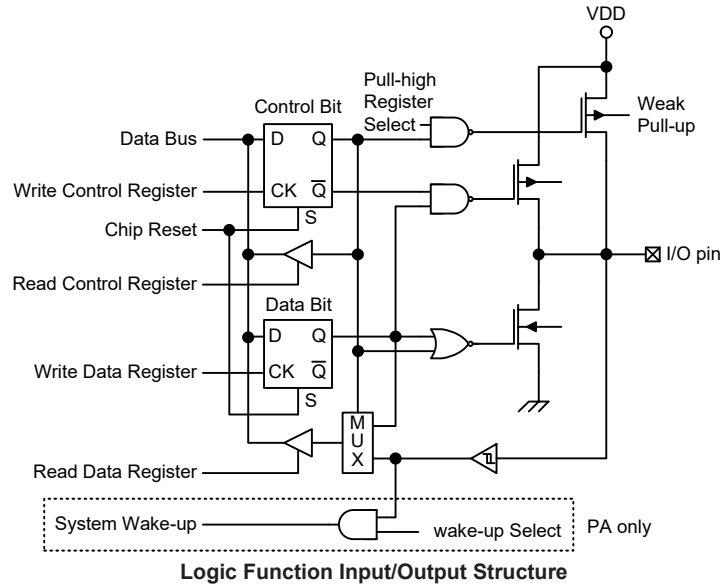 VDD
Pull-high
Register
Select
Control Bit
Weak
Pull-up
Data Bus
D
Q
Write Control Register
CK
Q̅
S
Chip Reset
I/O pin
Read Control Register
Data Bit
D
Q
Write Data Register
CK
Q̅
S
M
U
X
Read Data Register
System Wake-up
wake-up Select
PA only
Logic Function Input/Output Structure